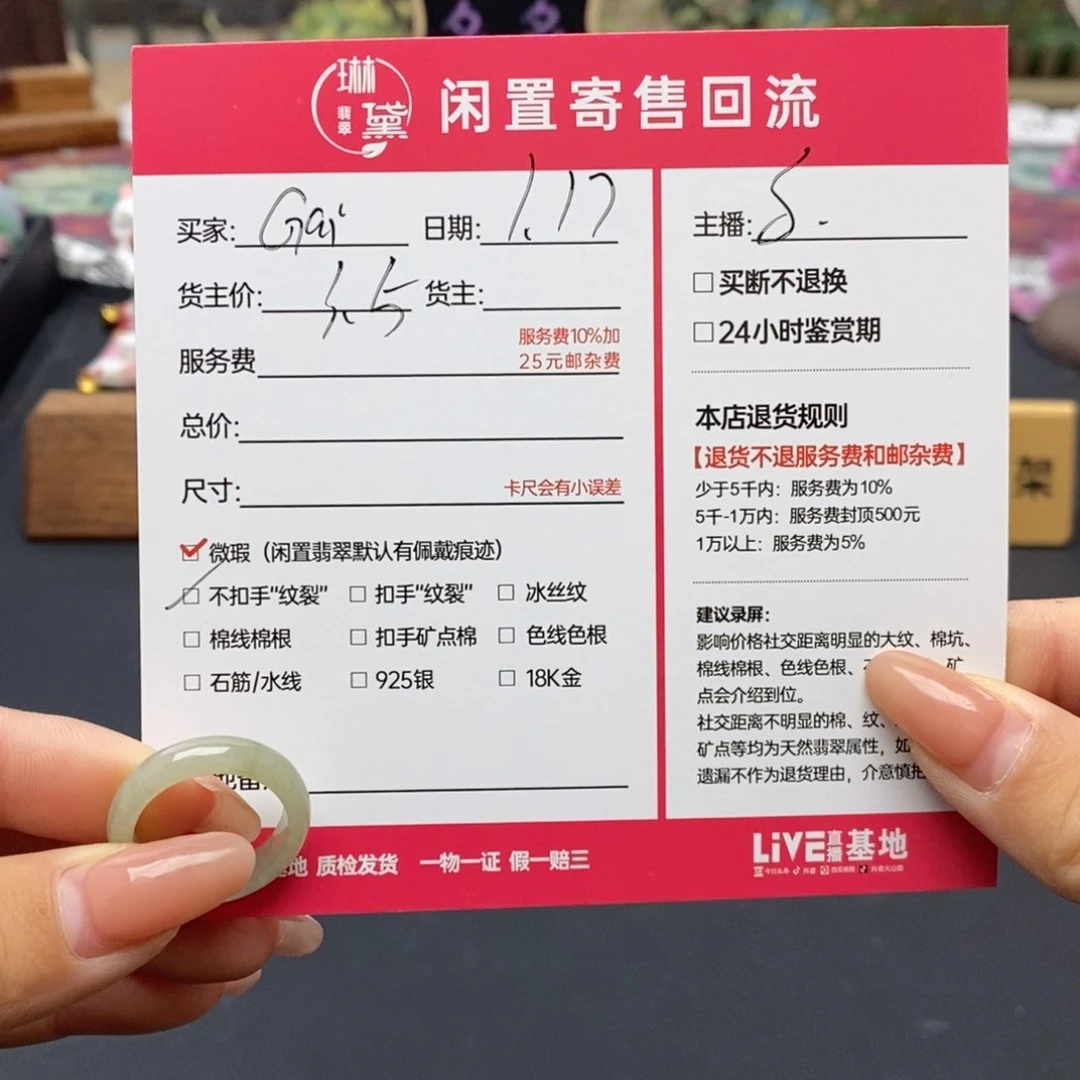 琳黛
翡翠
闲置寄售回流
买家: Gai 日期: 1.17
货主价: 3.5 货主:
服务费 服务费10%加
25元邮杂费
总价:
尺寸: 卡尺会有小误差
☑ 微瑕（闲置翡翠默认有佩戴痕迹）
□ 不扣手“纹裂” □ 扣手“纹裂” □ 冰丝纹
□ 棉线棉根 □ 扣手矿点棉 □ 色线色根
□ 石筋/水线 □ 925银 □ 18K金
主播: S.
□ 买断不退换
□ 24小时鉴赏期
本店退货规则
【退货不退服务费和邮杂费】
少于5千内：服务费为10%
5千-1万内：服务费封顶500元
1万以上：服务费为5%
建议录屏：
影响价格社交距离明显的大纹、棉坑、
棉线棉根、色线色根、 矿
点会介绍到位。
社交距离不明显的棉、纹、
矿点等均为天然翡翠属性，如
遗漏不作为退货理由，介意慎拍
基地 质检发货 一物一证 假一赔三
LiVE直播基地
架